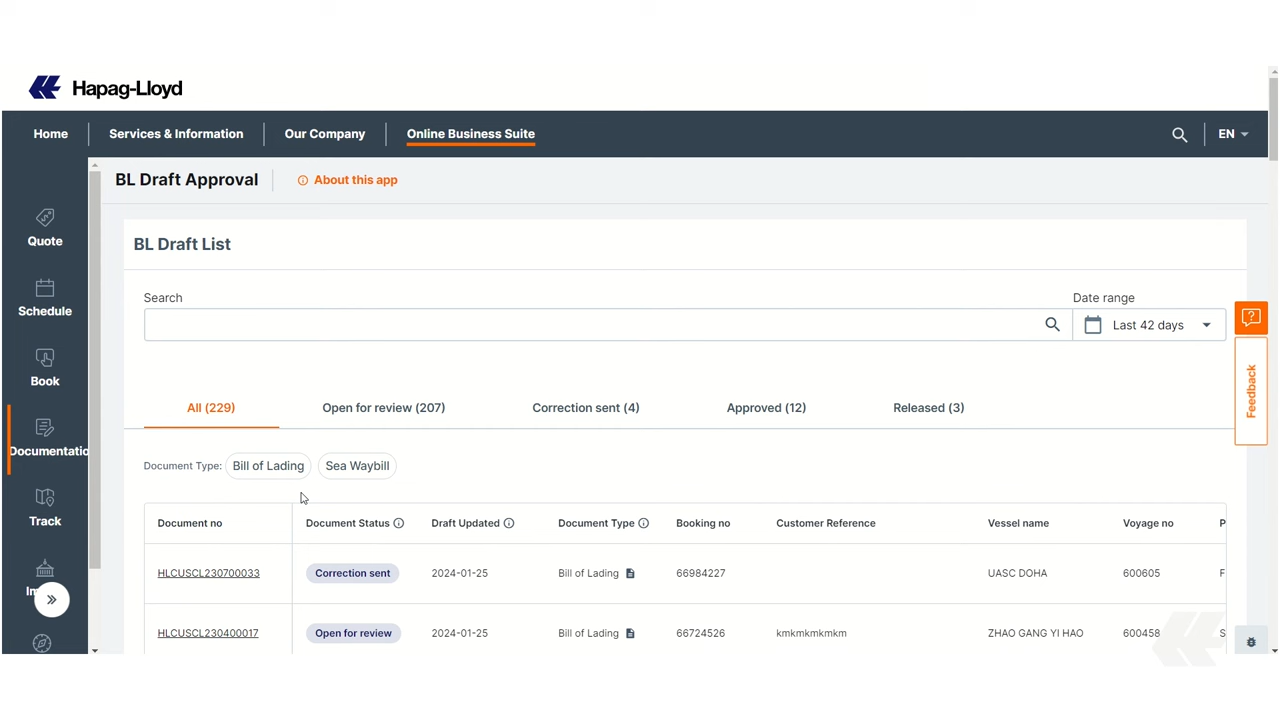 Hapag-Lloyd
Home Services & Information Our Company Online Business Suite EN
BL Draft Approval About this app
Quote
Schedule
Book
Documentatio
Track
Im
BL Draft List
Search Date range
Last 42 days
Feedback
All (229) Open for review (207) Correction sent (4) Approved (12) Released (3)
Document Type: Bill of Lading Sea Waybill
Document no Document Status Draft Updated Document Type Booking no Customer Reference Vessel name Voyage no P
HLCUSCL230700033 Correction sent 2024-01-25 Bill of Lading 66984227 UASC DOHA 600605 F
HLCUSCL230400017 Open for review 2024-01-25 Bill of Lading 66724526 kmkmkmkmkm ZHAO GANG YI HAO 600458 S